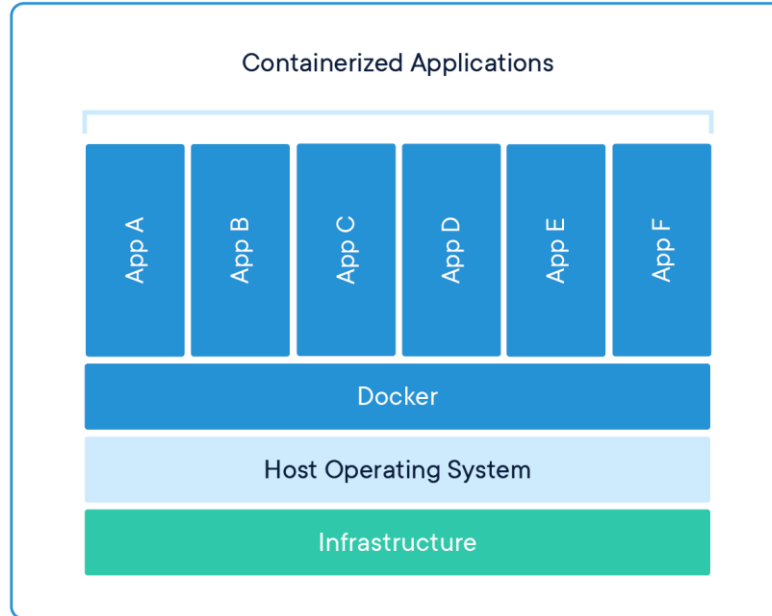 Containerized Applications
App A
App B
App C
App D
App E
App F
Docker
Host Operating System
Infrastructure